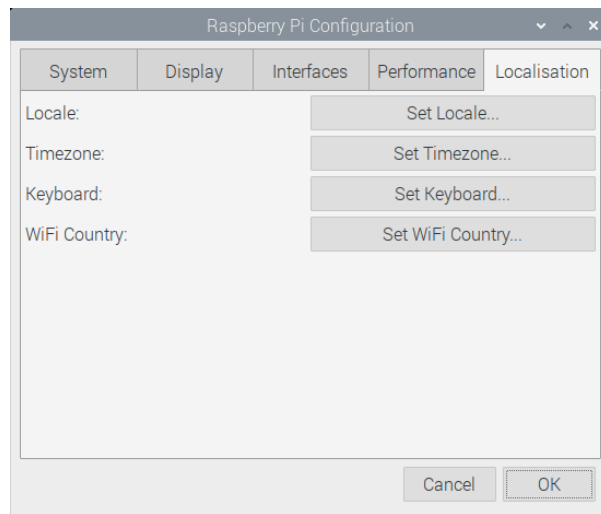 Raspberry Pi Configuration
System Display Interfaces Performance Localisation
Locale: Set Locale...
Timezone: Set Timezone...
Keyboard: Set Keyboard...
WiFi Country: Set WiFi Country...
Cancel OK